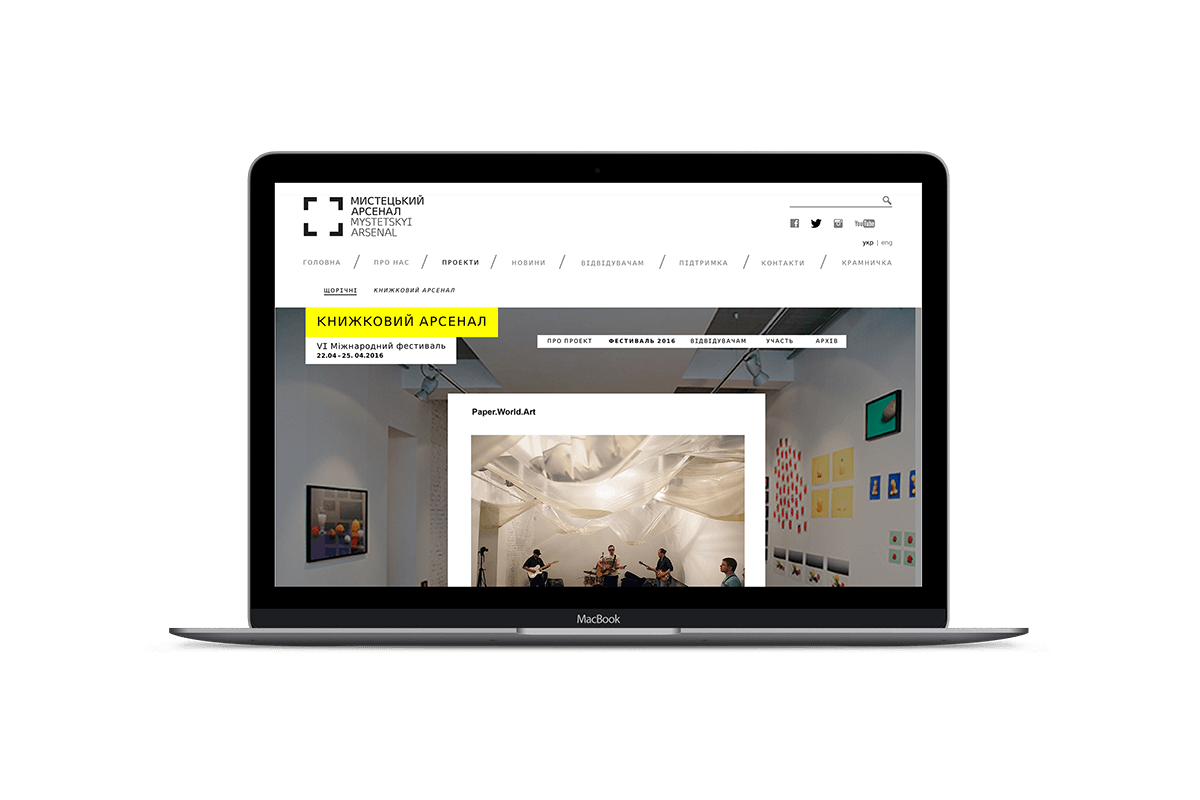 МИСТЕЦЬКИЙ
АРСЕНАЛ
MYSTETSKYI
ARSENAL
You Tube
укр | eng
ГОЛОВНА / ПРО НАС / ПРОЕКТИ / НОВИНИ / ВІДВІДУВАЧАМ / ПІДТРИМКА / КОНТАКТИ / КРАМНИЧКА
ЩОРІЧНІ КНИЖКОВИЙ АРСЕНАЛ
КНИЖКОВИЙ АРСЕНАЛ
VI Міжнародний фестиваль
22.04–25.04.2016
ПРО ПРОЕКТ ФЕСТИВАЛЬ 2016 ВІДВІДУВАЧАМ УЧАСТЬ АРХІВ
Paper.World.Art
MacBook